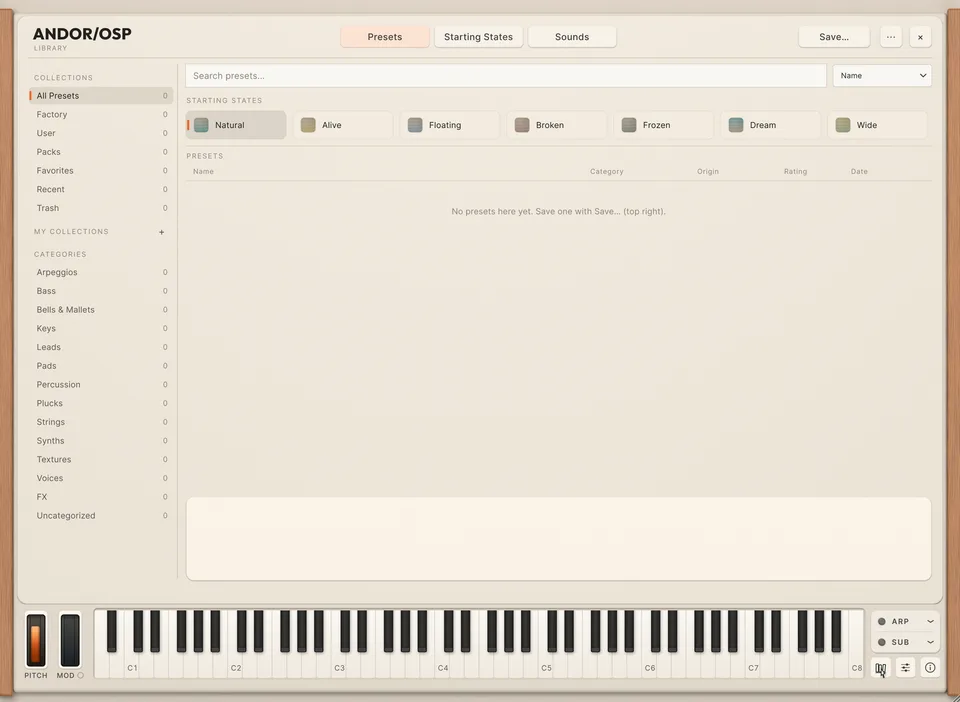 ANDOR/OSP
LIBRARY
Presets
Starting States
Sounds
Save...
...
×
COLLECTIONS
All Presets 0
Factory 0
User 0
Packs 0
Favorites 0
Recent 0
Trash 0
MY COLLECTIONS +
CATEGORIES
Arpeggios 0
Bass 0
Bells & Mallets 0
Keys 0
Leads 0
Pads 0
Percussion 0
Plucks 0
Strings 0
Synths 0
Textures 0
Voices 0
FX 0
Uncategorized 0
Search presets...
Name
STARTING STATES
Natural Alive Floating Broken Frozen Dream Wide
PRESETS
Name Category Origin Rating Date
No presets here yet. Save one with Save... (top right).
C1 C2 C3 C4 C5 C6 C7 C8
PITCH MOD
ARP
SUB